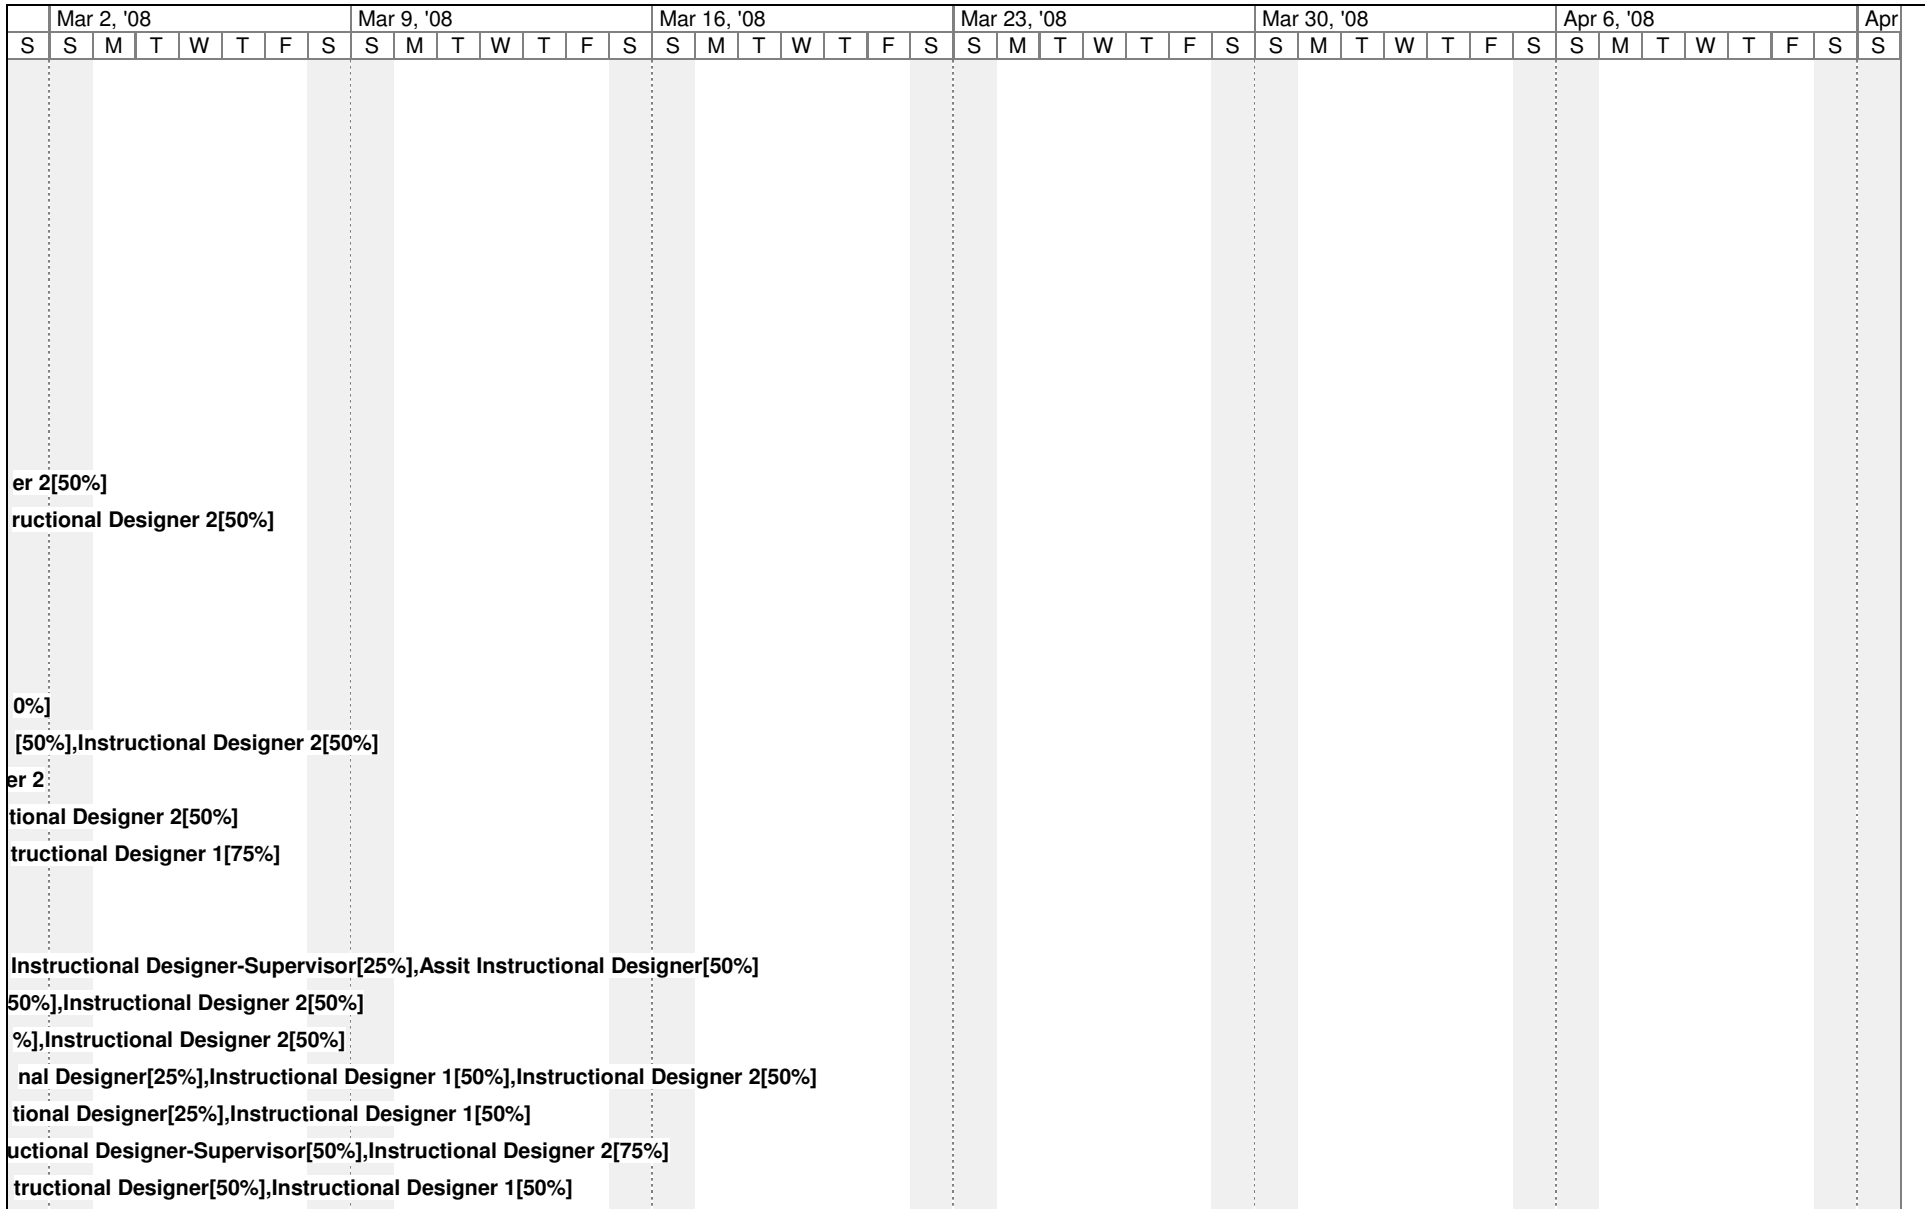 Mar 2, '08 Mar 9, '08 Mar 16, '08 Mar 23, '08 Mar 30, '08 Apr 6, '08 Apr
S S M T W T F S S M T W T F S S M T W T F S S M T W T F S S M T W T F S S M T W T F S S
er 2[50%]
ructional Designer 2[50%]
0%]
[50%],Instructional Designer 2[50%]
er 2
tional Designer 2[50%]
tructional Designer 1[75%]
Instructional Designer-Supervisor[25%],Assit Instructional Designer[50%]
50%],Instructional Designer 2[50%]
%],Instructional Designer 2[50%]
nal Designer[25%],Instructional Designer 1[50%],Instructional Designer 2[50%]
tional Designer[25%],Instructional Designer 1[50%]
uctional Designer-Supervisor[50%],Instructional Designer 2[75%]
tructional Designer[50%],Instructional Designer 1[50%]